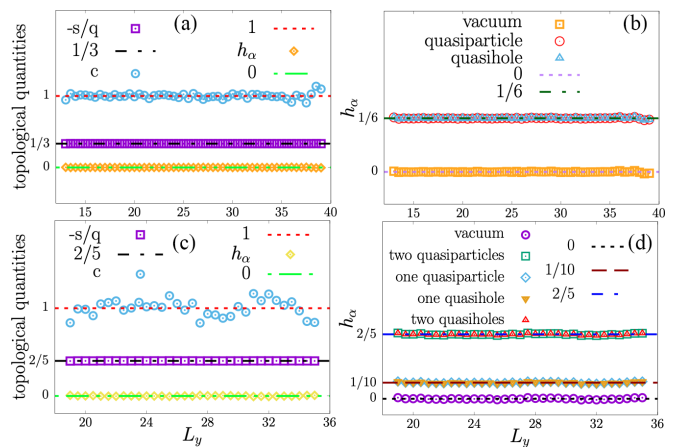 -s/q
1
1/3
h_α
c
0
(a)
topological quantities
1
1/3
0
15 20 25 30 35 40
vacuum
quasiparticle
quasihole
0
1/6
(b)
h_α
1/6
0
15 20 25 30 35 40
-s/q
1
2/5
h_α
c
0
(c)
topological quantities
1
2/5
0
20 24 28 32 36
L_y
vacuum
two quasiparticles
one quasiparticle
one quasihole
two quasiholes
0
1/10
2/5
(d)
h_α
2/5
1/10
0
20 24 28 32 36
L_y